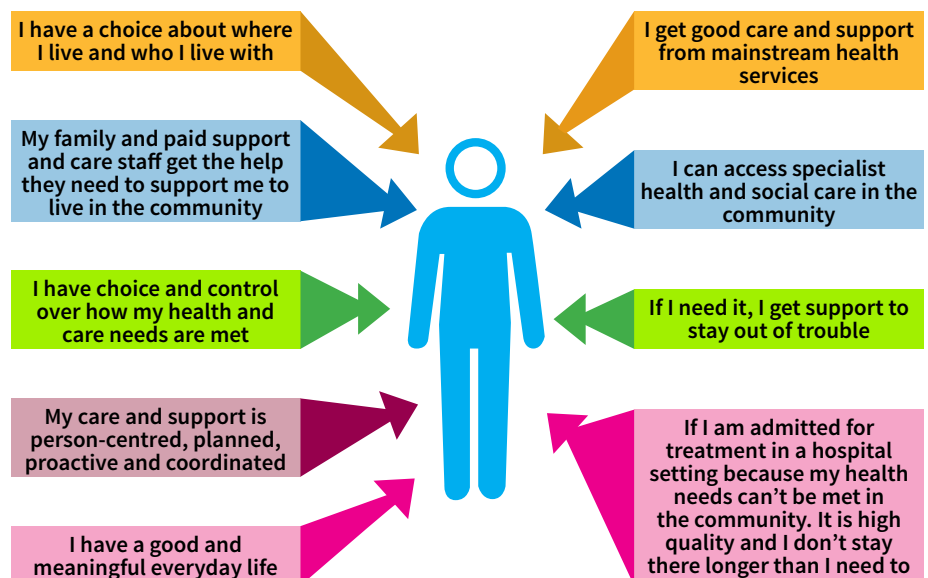 I have a choice about where
I live and who I live with
My family and paid support
and care staff get the help
they need to support me to
live in the community
I have choice and control
over how my health and
care needs are met
My care and support is
person-centred, planned,
proactive and coordinated
I have a good and
meaningful everyday life
I get good care and support
from mainstream health
services
I can access specialist
health and social care in the
community
If I need it, I get support to
stay out of trouble
If I am admitted for
treatment in a hospital
setting because my health
needs can’t be met in
the community. It is high
quality and I don’t stay
there longer than I need to